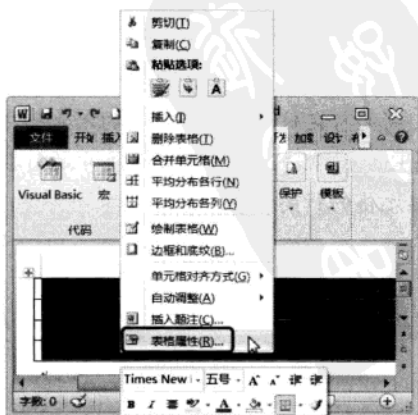 剪切(T)
复制(C)
粘贴选项:
A
插入(I)
删除表格(T)
合并单元格(M)
平均分布各行(N)
平均分布各列(Y)
绘制表格(W)
边框和底纹(B)...
单元格对齐方式(G)
自动调整(A)
插入题注(C)...
表格属性(R)...
W
文件 开 插 加 设
Visual Basic 宏
代码
保护 模板
Times New 五号 A A
B I A
字数: 0